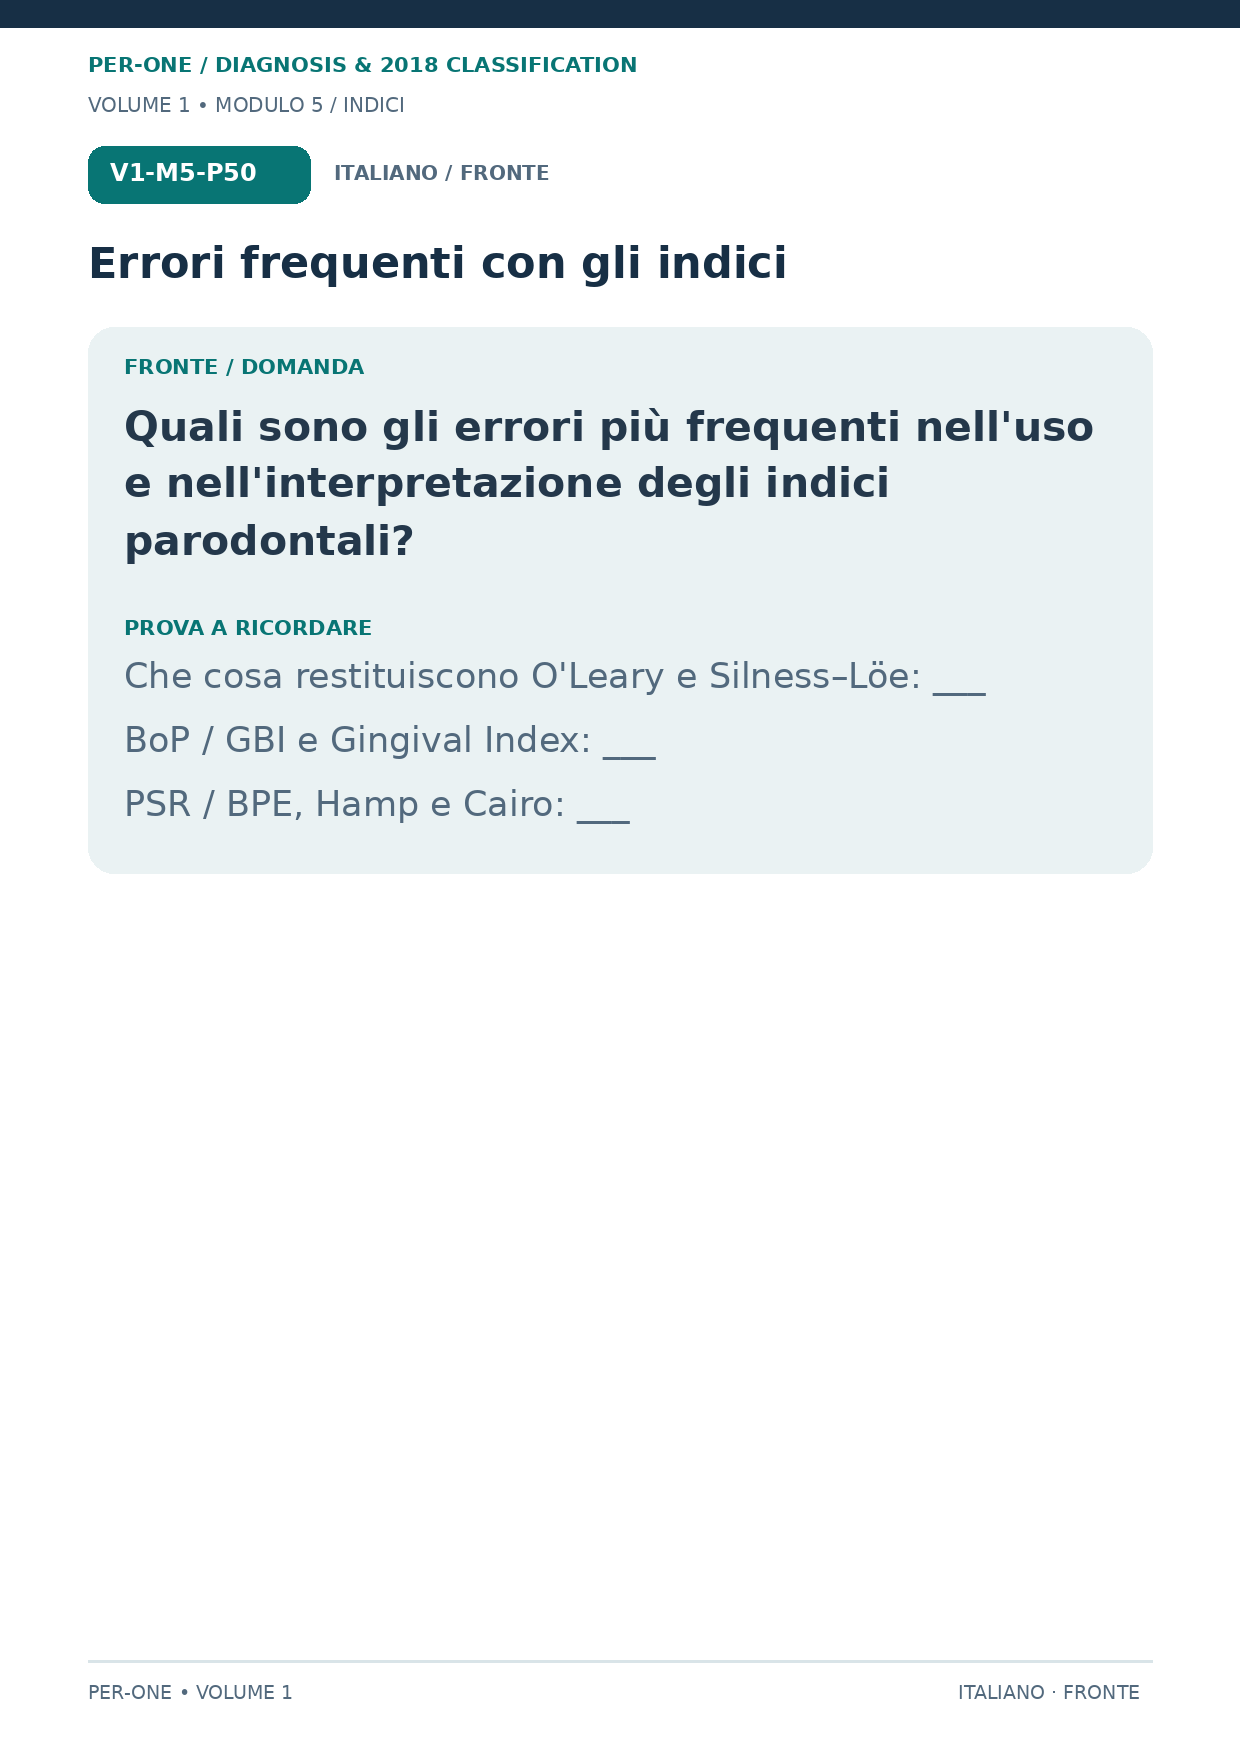 PER-ONE / DIAGNOSIS & 2018 CLASSIFICATION
VOLUME 1 • MODULO 5 / INDICI
V1-M5-P50
ITALIANO / FRONTE
Errori frequenti con gli indici
FRONTE / DOMANDA
Quali sono gli errori più frequenti nell'uso
e nell'interpretazione degli indici
parodontali?
PROVA A RICORDARE
Che cosa restituiscono O'Leary e Silness–Löe: ___
BoP / GBI e Gingival Index: ___
PSR / BPE, Hamp e Cairo: ___
PER-ONE • VOLUME 1
ITALIANO · FRONTE